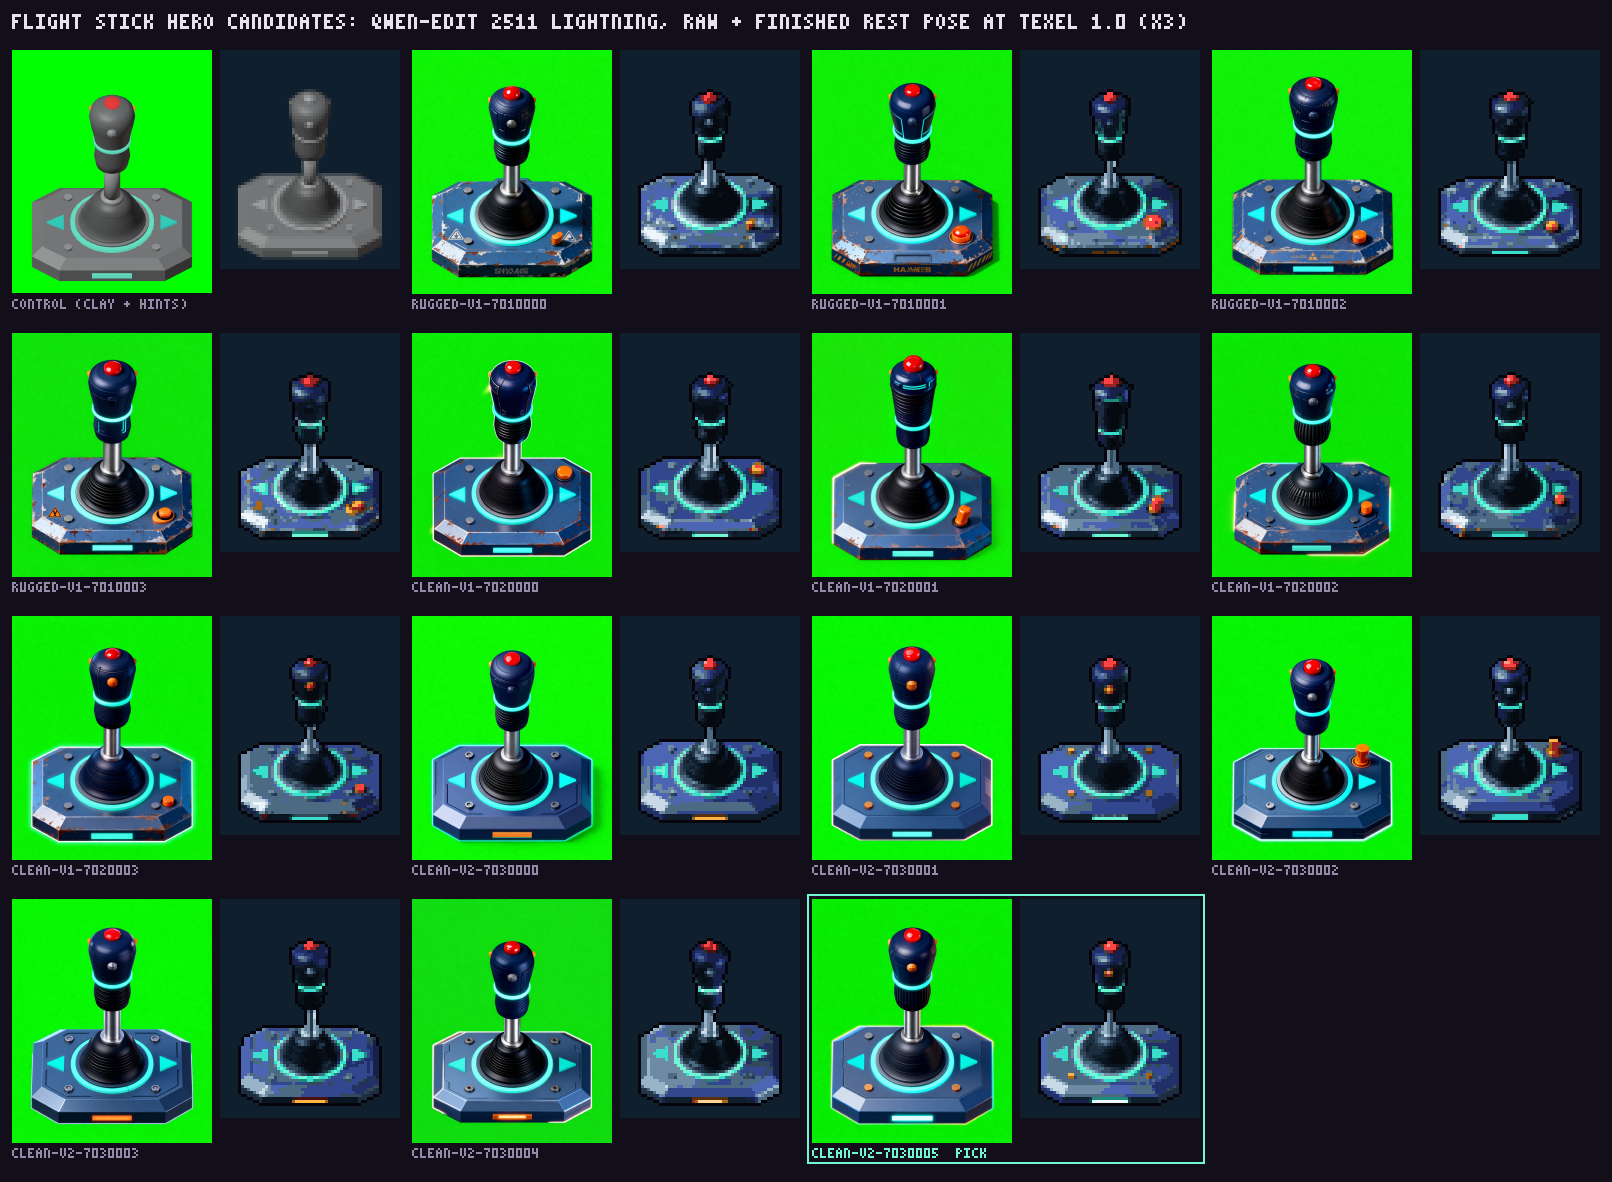 FLIGHT STICK HERO CANDIDATES: QWEN-EDIT 2511 LIGHTNING, RAW + FINISHED REST POSE AT TEXEL 1.0 (X3)
CONTROL (CLAY + HINTS)
RUGGED-V1-7010000
HAMMEB
RUGGED-V1-7010001
RUGGED-V1-7010002
RUGGED-V1-7010003
CLEAN-V1-7020000
CLEAN-V1-7020001
CLEAN-V1-7020002
CLEAN-V1-7020003
CLEAN-V2-7030000
CLEAN-V2-7030001
CLEAN-V2-7030002
CLEAN-V2-7030003
CLEAN-V2-7030004
CLEAN-V2-7030005 PICK